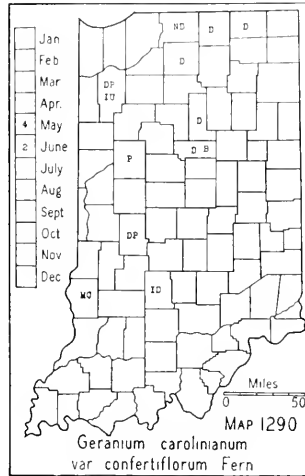 Jan
Feb
Mar
Apr.
4 May
2 June
July
Aug
Sept
Oct
Nov
Dec
ND D D
D
DP
IU
D
P D B
DP
MO ID
Miles
0 50
MAP 1290
Geranium carolinianum
var confertiflorum Fern